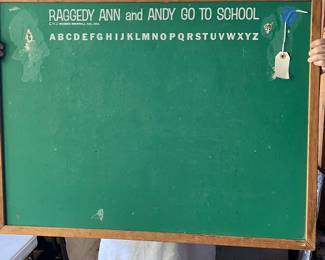 RAGGEDY ANN and ANDY GO TO SCHOOL
ABCDEFGHIJKLMNOPQRSTUVWXYZ